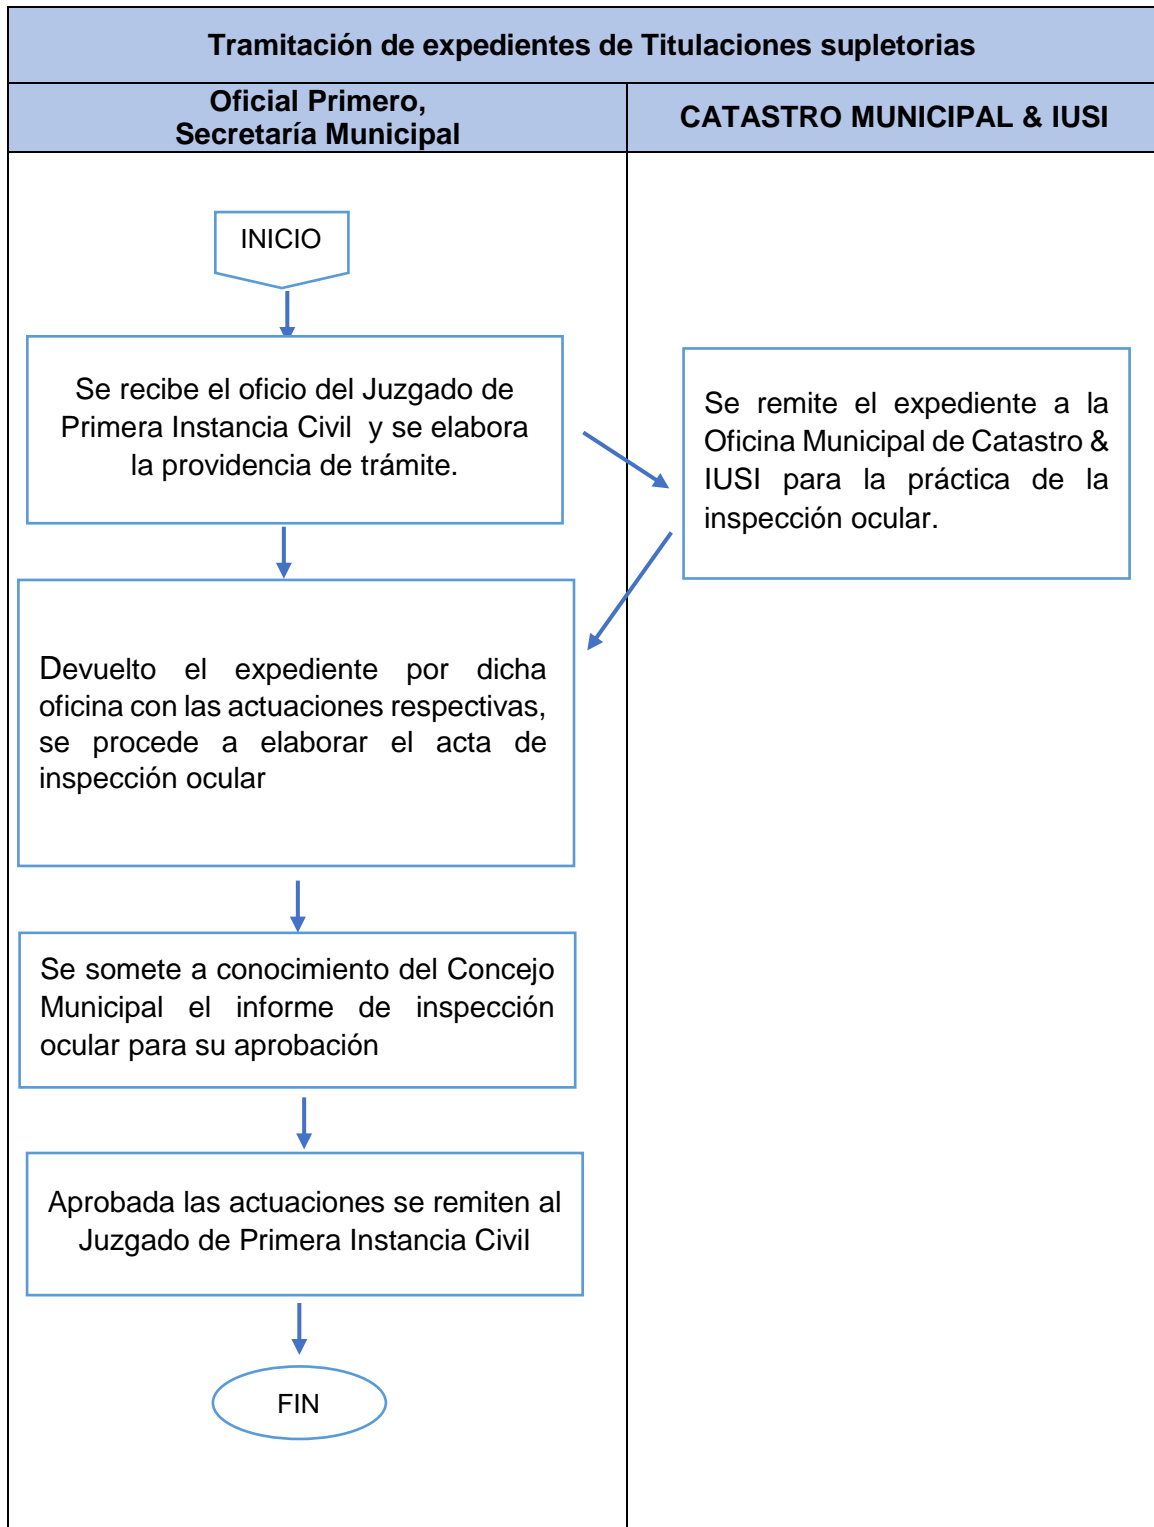 Tramitación de expedientes de Titulaciones supletorias
Oficial Primero,
Secretaría Municipal
CATASTRO MUNICIPAL & IUSI
INICIO
Se recibe el oficio del Juzgado de
Primera Instancia Civil y se elabora
la providencia de trámite.
Se remite el expediente a la
Oficina Municipal de Catastro &
IUSI para la práctica de la
inspección ocular.
Devuelto el expediente por dicha
oficina con las actuaciones respectivas,
se procede a elaborar el acta de
inspección ocular
Se somete a conocimiento del Concejo
Municipal el informe de inspección
ocular para su aprobación
Aprobada las actuaciones se remiten al
Juzgado de Primera Instancia Civil
FIN